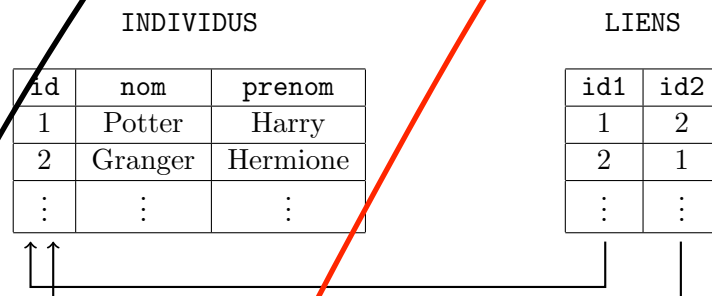 INDIVIDUS LIENS
id nom prenom id1 id2
1 Potter Harry 1 2
2 Granger Hermione 2 1
⋮ ⋮ ⋮ ⋮ ⋮